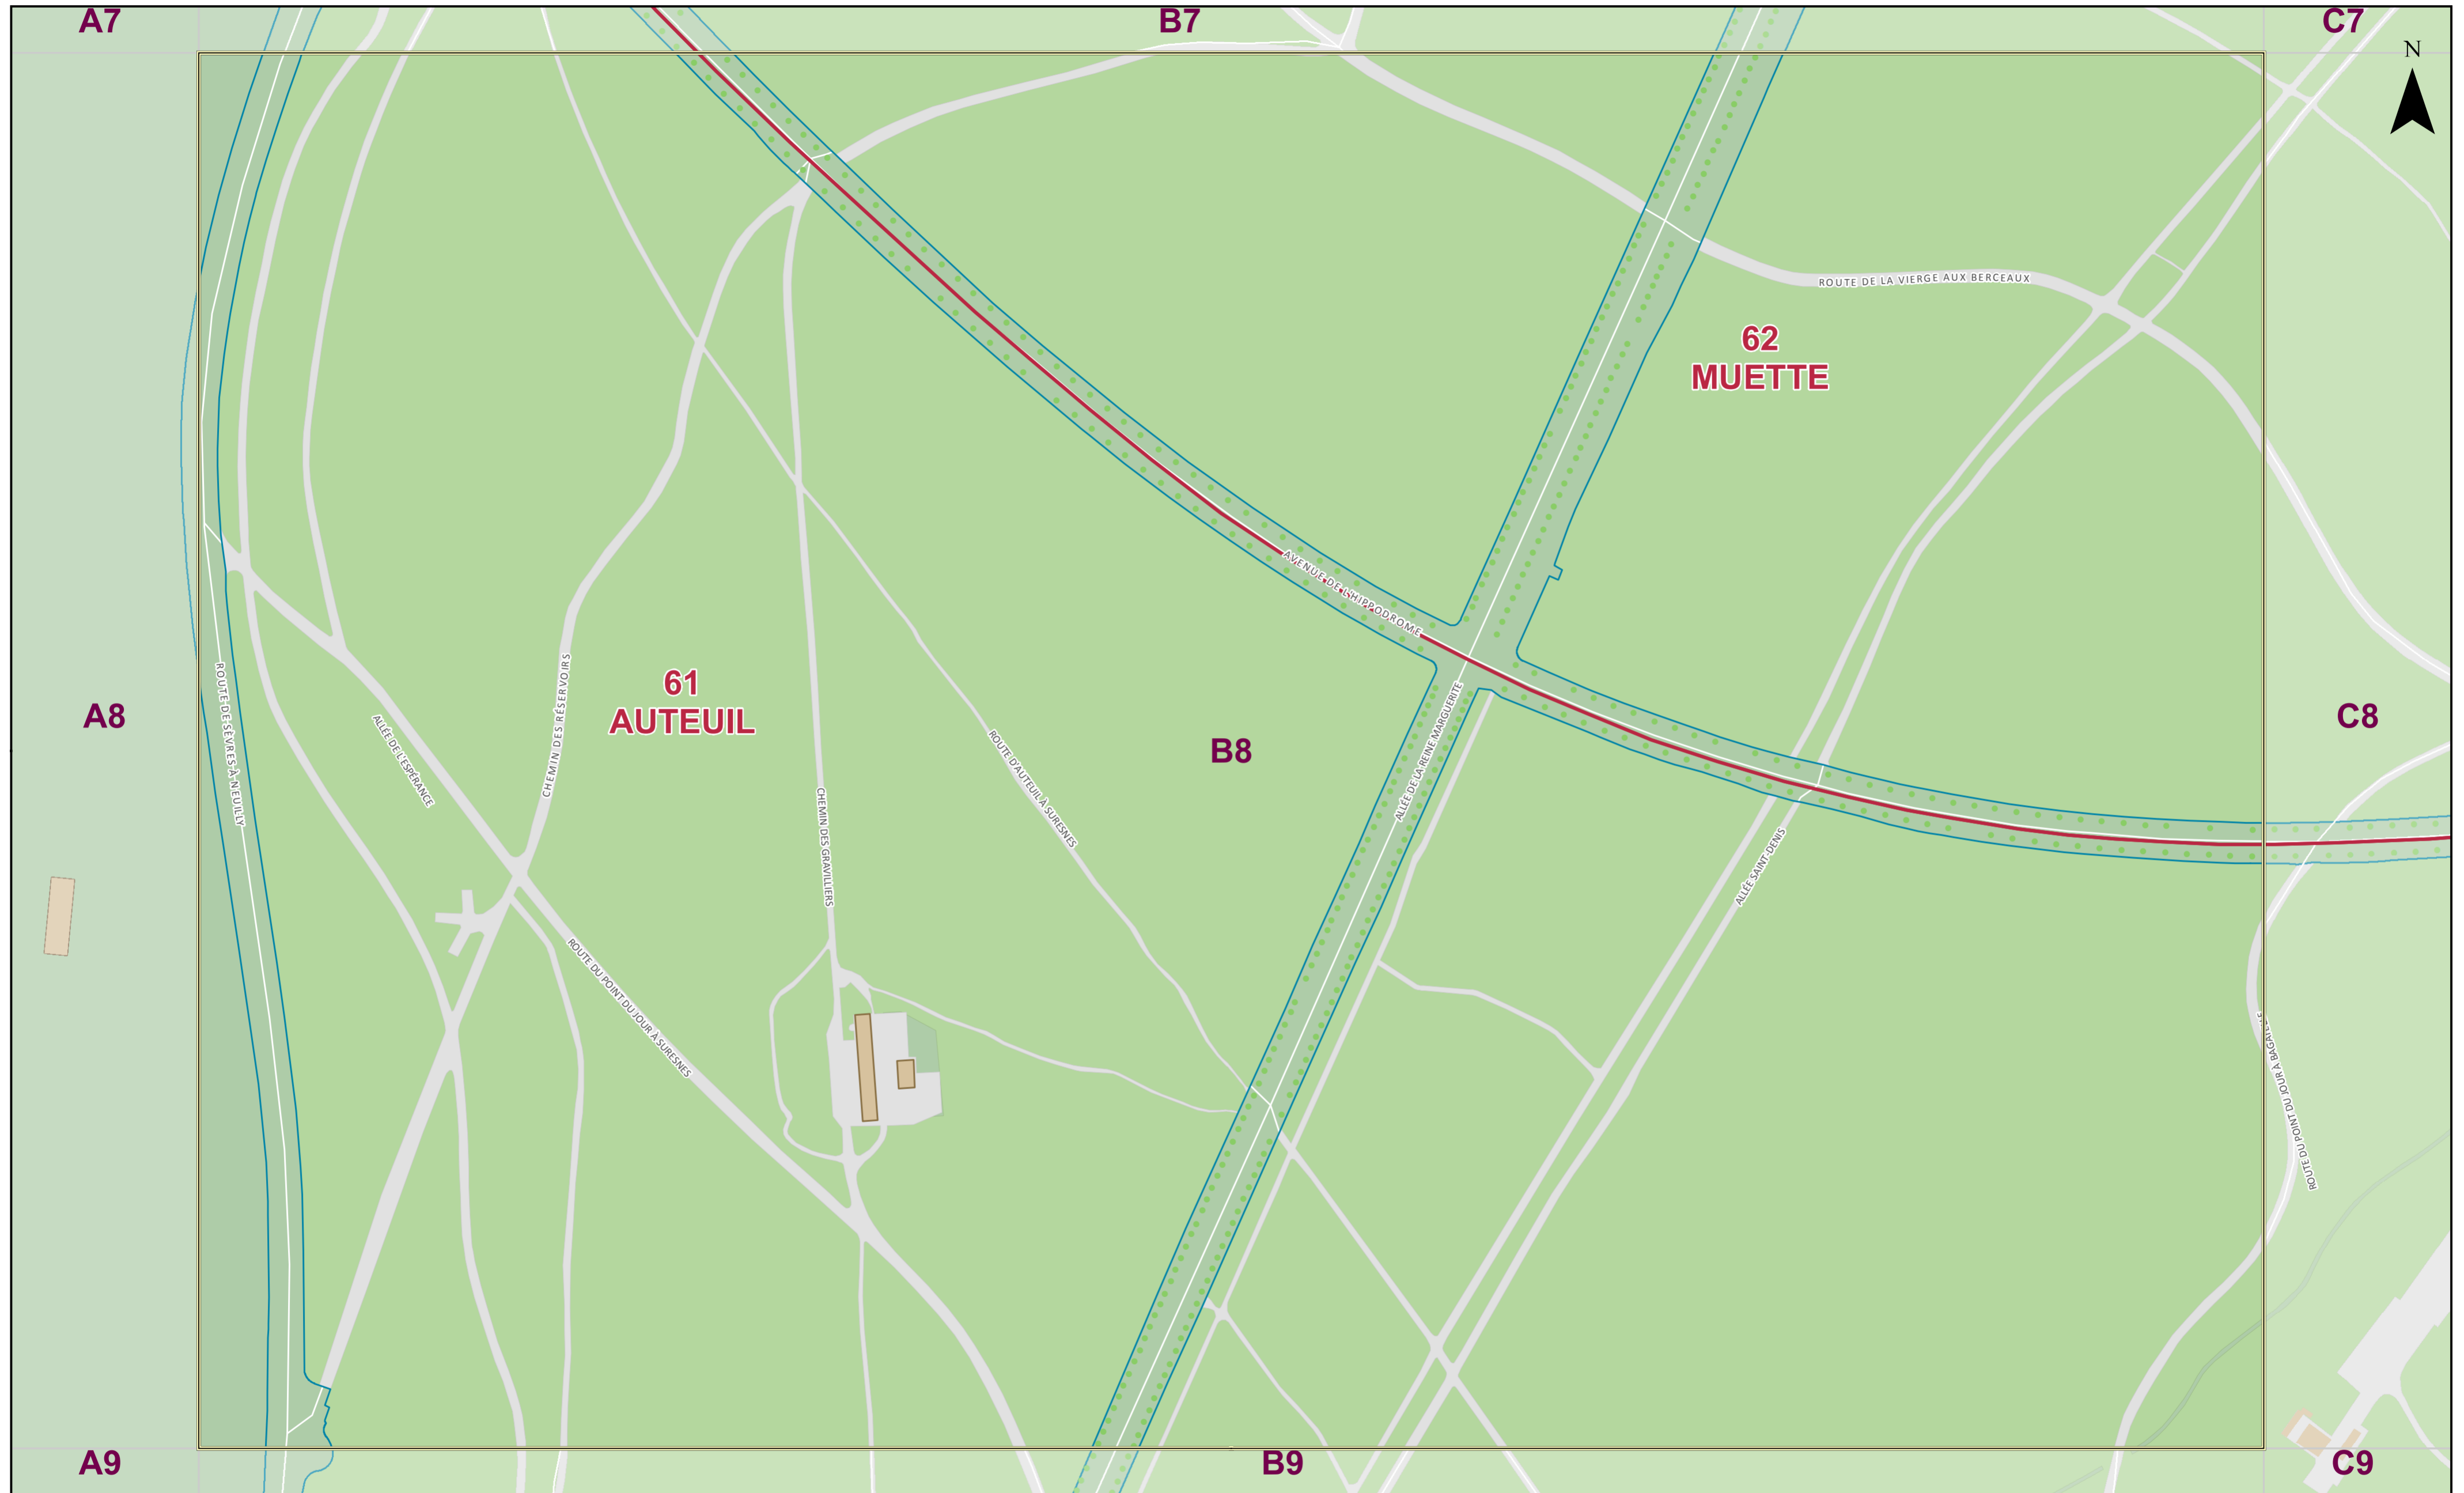 A7
B7
C7
N
ROUTE DE LA VIERGE AUX BERCEAUX
62
MUETTE
AVENUE DE L'HIPPODROME
61
AUTEUIL
A8
B8
C8
ROUTE DE SÈVRES À NEUILLY
ALLÉE DE L'ESPÉRANCE
CHEMIN DES RÉSERVOIRS
CHEMIN DES GRAVILLIERS
ROUTE D'AUTEUIL À SURESNES
ALLÉE DE LA REINE MARGUERITE
ALLÉE SAINT-DENIS
ROUTE DU POINT DU JOUR À SURESNES
ROUTE DU POINT DU JOUR À BAGATELLE
A9
B9
C9